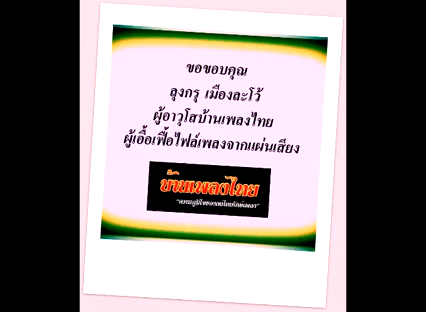 ขอขอบคุณ
ลุงกรุ เมืองละโว้
ผู้อาวุโสบ้านเพลงไทย
ผู้เอื้อเฟื้อไฟล์เพลงจากแผ่นเสียง
บ้านเพลงไทย